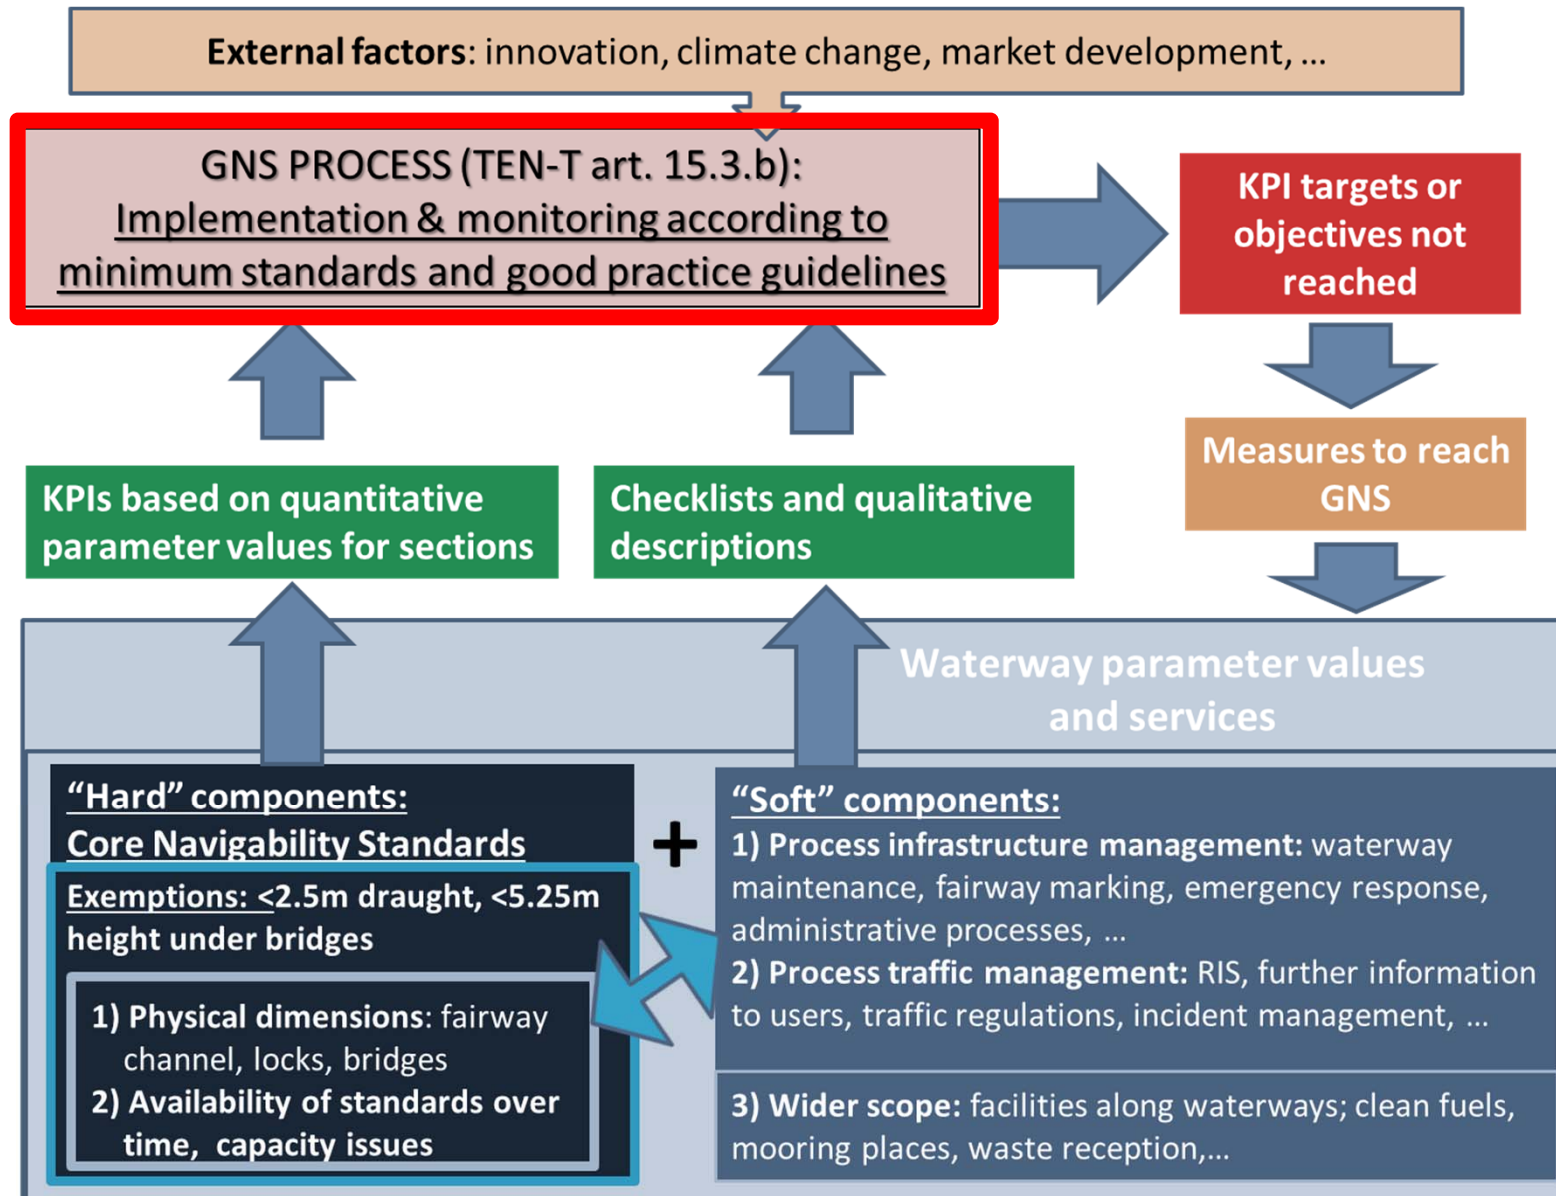 External factors: innovation, climate change, market development, ...
GNS PROCESS (TEN-T art. 15.3.b):
Implementation & monitoring according to
minimum standards and good practice guidelines
KPI targets or
objectives not
reached
Measures to reach
GNS
KPIs based on quantitative
parameter values for sections
Checklists and qualitative
descriptions
Waterway parameter values
and services
“Hard” components:
Core Navigability Standards
Exemptions: <2.5m draught, <5.25m
height under bridges
1) Physical dimensions: fairway
channel, locks, bridges
2) Availability of standards over
time, capacity issues
+
“Soft” components:
1) Process infrastructure management: waterway
maintenance, fairway marking, emergency response,
administrative processes, ...
2) Process traffic management: RIS, further information
to users, traffic regulations, incident management, ...
3) Wider scope: facilities along waterways; clean fuels,
mooring places, waste reception,...